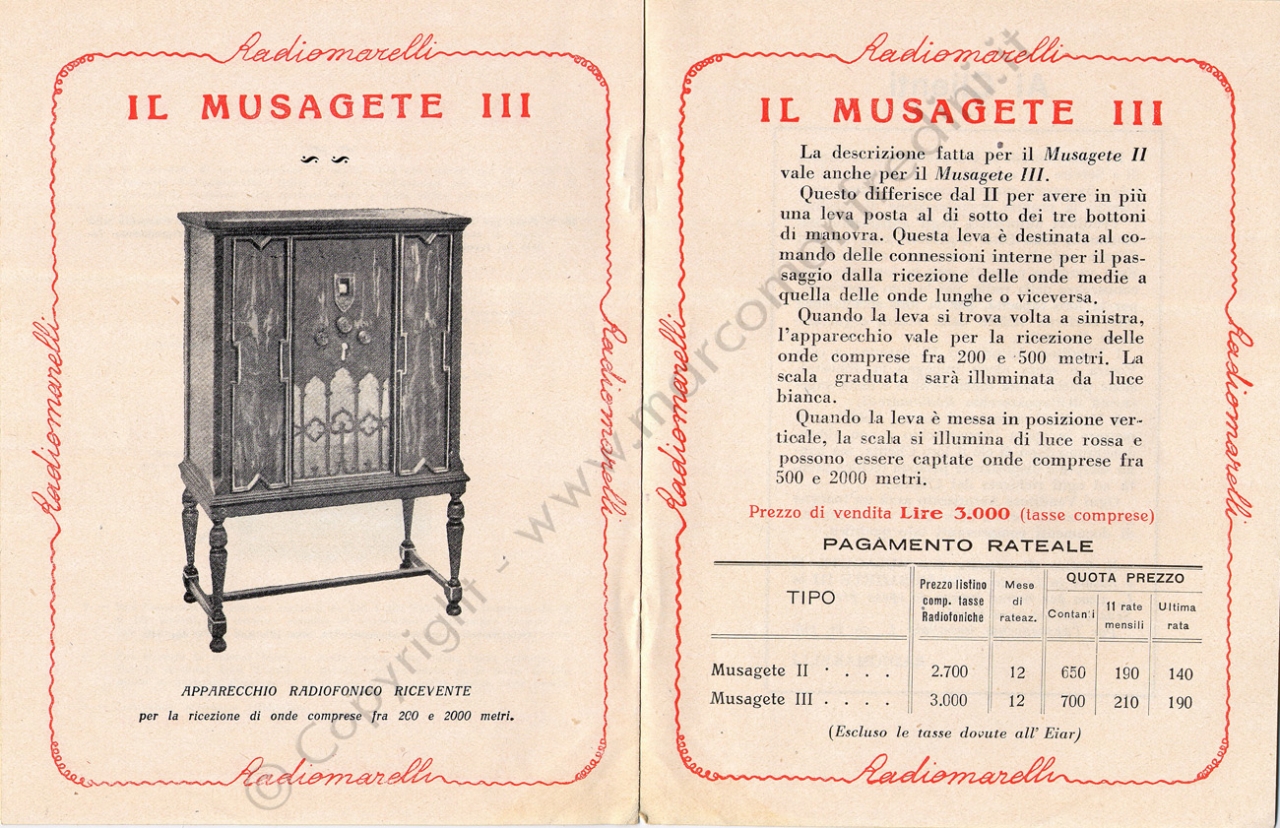 Radiomarelli
IL MUSAGETE III
Radiomarelli
Radiomarelli
APPARECCHIO RADIOFONICO RICEVENTE
per la ricezione di onde comprese fra 200 e 2000 metri.
Radiomarelli
Radiomarelli
IL MUSAGETE III
La descrizione fatta per il Musagete II
vale anche per il Musagete III.
Questo differisce dal II per avere in più
una leva posta al di sotto dei tre bottoni
di manovra. Questa leva è destinata al co-
mando delle connessioni interne per il pas-
saggio dalla ricezione delle onde medie a
quella delle onde lunghe o viceversa.
Quando la leva si trova volta a sinistra,
l'apparecchio vale per la ricezione delle
onde comprese fra 200 e 500 metri. La
scala graduata sarà illuminata da luce
bianca.
Quando la leva è messa in posizione ver-
ticale, la scala si illumina di luce rossa e
possono essere captate onde comprese fra
500 e 2000 metri.
Radiomarelli
Radiomarelli
Prezzo di vendita Lire 3.000 (tasse comprese)
PAGAMENTO RATEALE
TIPO
Prezzo listino
comp. tasse
Radiofoniche
Mese
di
rateaz.
QUOTA PREZZO
Contanti
11 rate
mensili
Ultima
rata
Musagete II . . . . 2.700 12 650 190 140
Musagete III . . . . 3.000 12 700 210 190
(Escluso le tasse dovute all' Eiar)
Radiomarelli
© Copyright - www.marcomanfredini.it